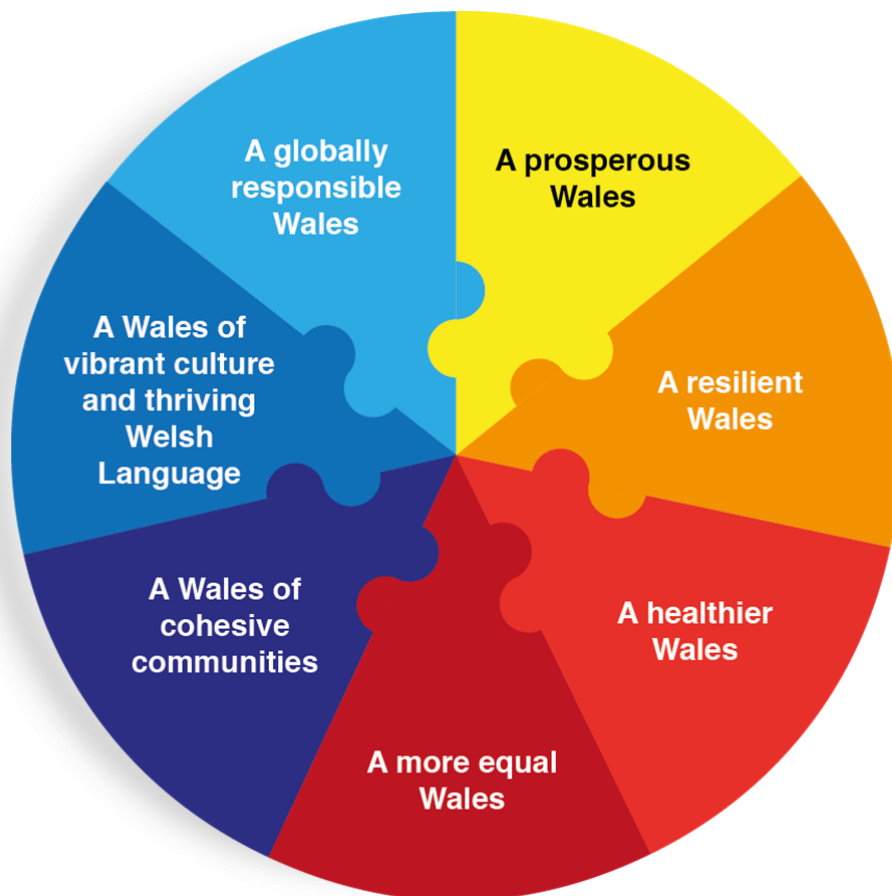 A prosperous
Wales
A resilient
Wales
A healthier
Wales
A more equal
Wales
A Wales of
cohesive
communities
A Wales of
vibrant culture
and thriving
Welsh
Language
A globally
responsible
Wales